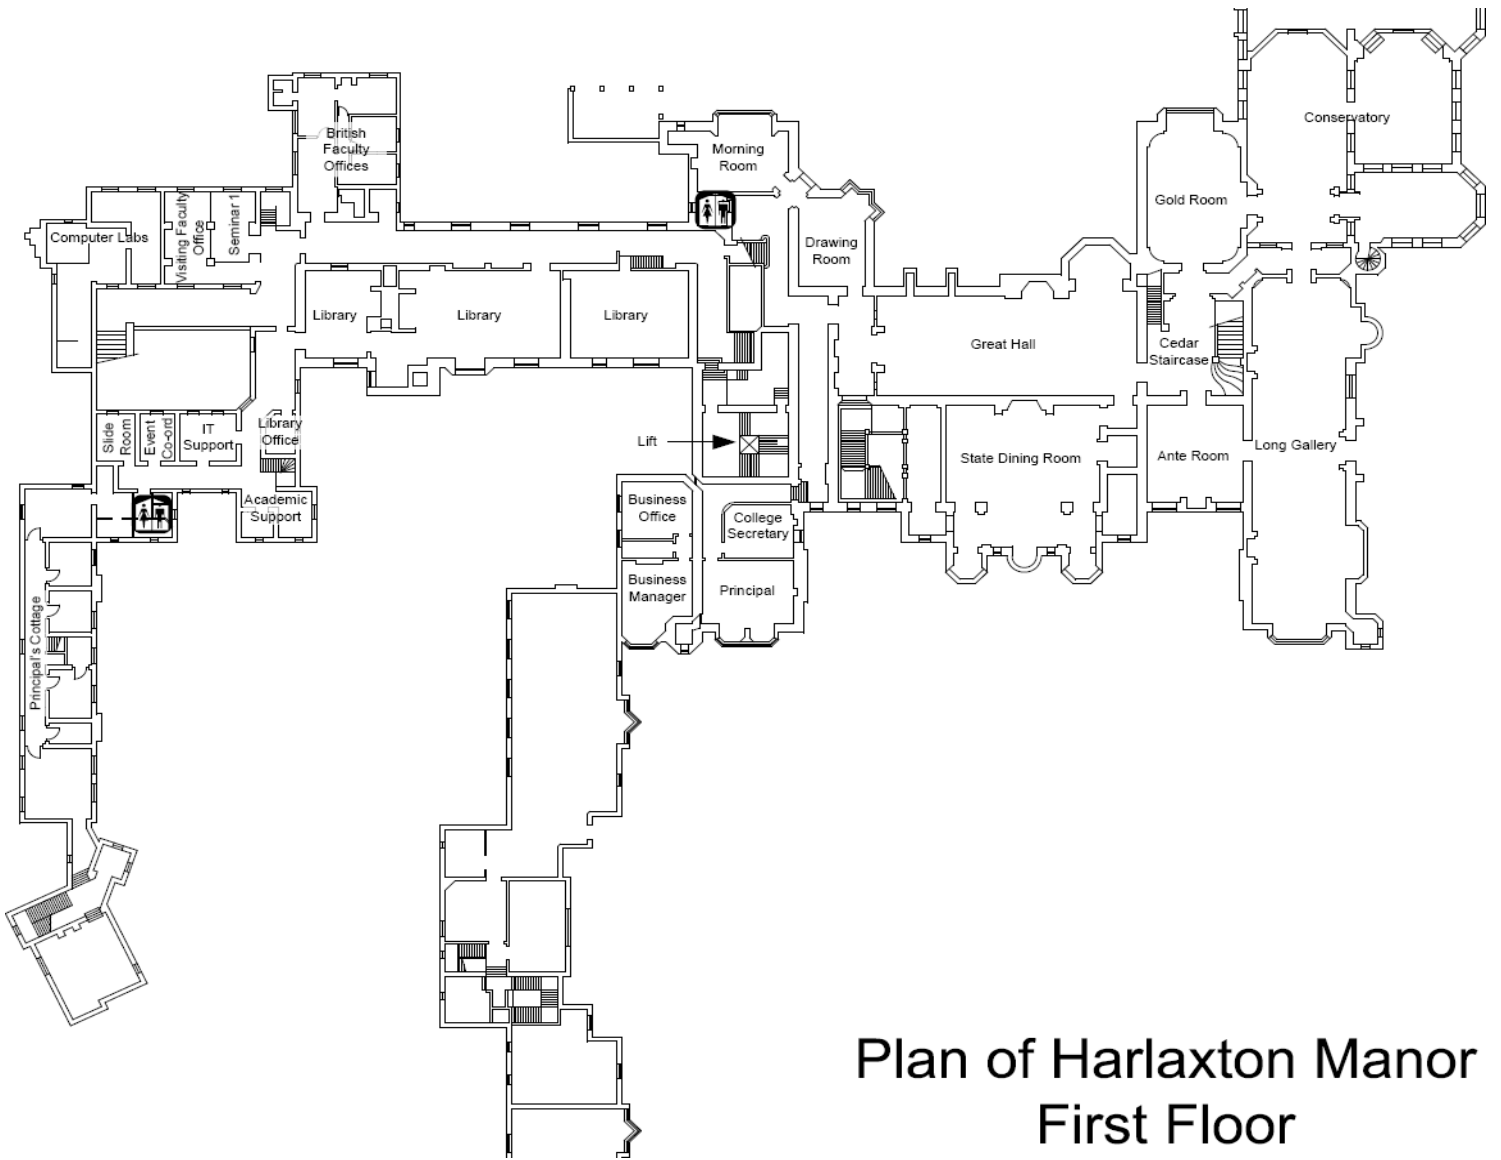 British
Faculty
Offices
Morning
Room
Conservatory
Gold Room
Computer Labs
Visiting Faculty
Office
Seminar 1
Drawing
Room
Library
Library
Library
Great Hall
Cedar
Staircase
Slide
Room
Event
Co-ord
IT
Support
Library
Office
Lift
State Dining Room
Ante Room
Long Gallery
Academic
Support
Business
Office
College
Secretary
Business
Manager
Principal
Principal's Cottage
Plan of Harlaxton Manor
First Floor